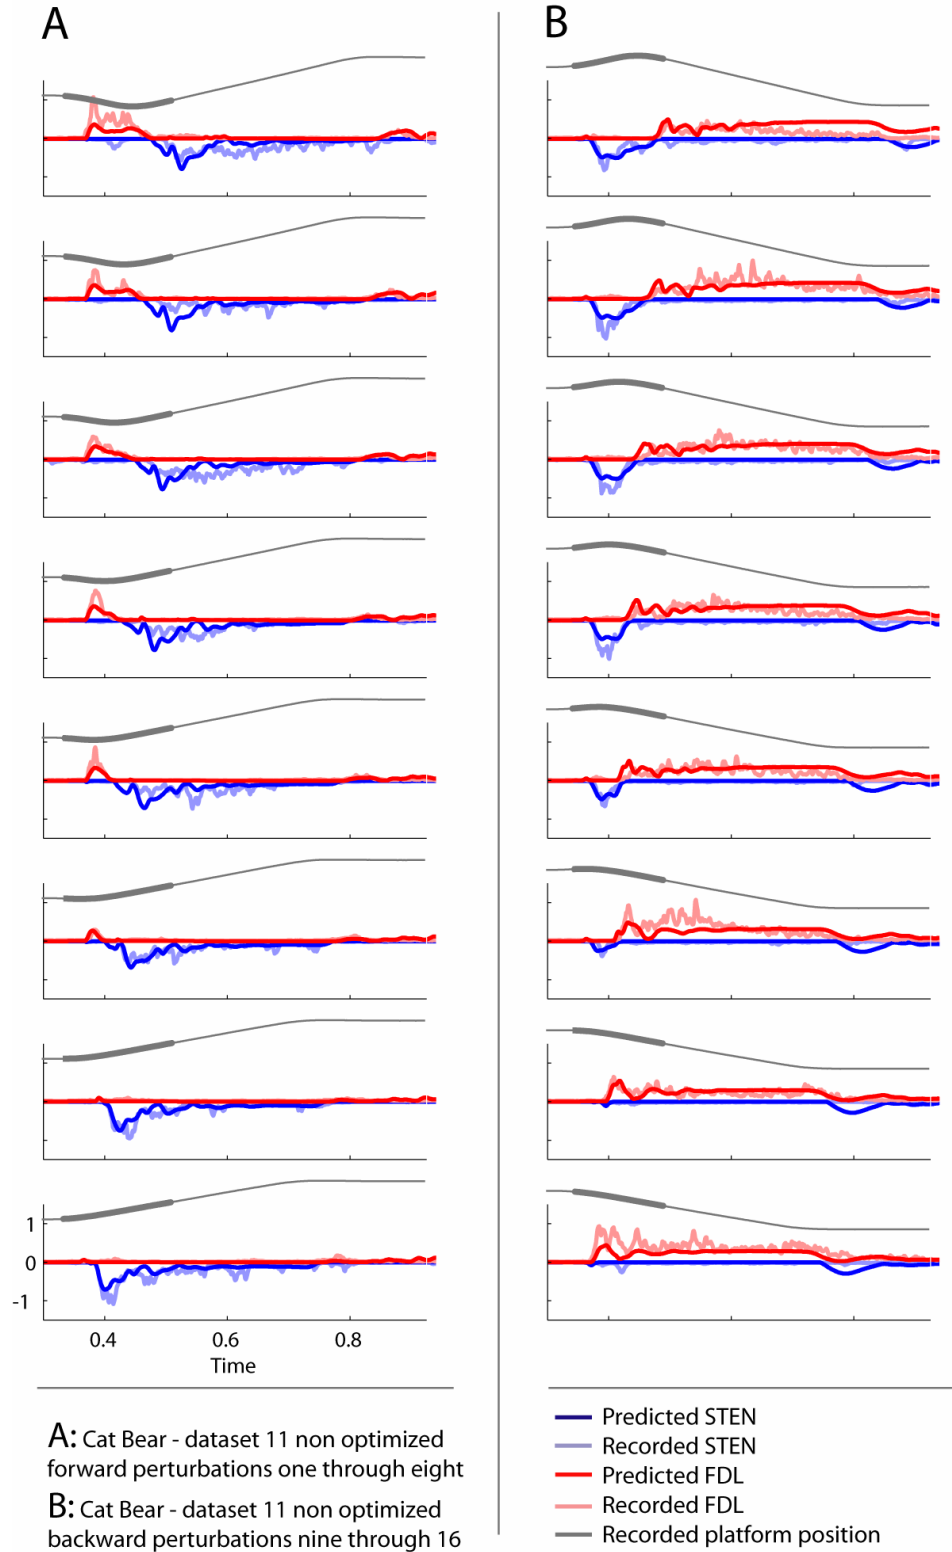 A
B
1
0
-1
0.4 0.6 0.8
Time
A: Cat Bear - dataset 11 non optimized
forward perturbations one through eight
B: Cat Bear - dataset 11 non optimized
backward perturbations nine through 16
Predicted STEN
Recorded STEN
Predicted FDL
Recorded FDL
Recorded platform position